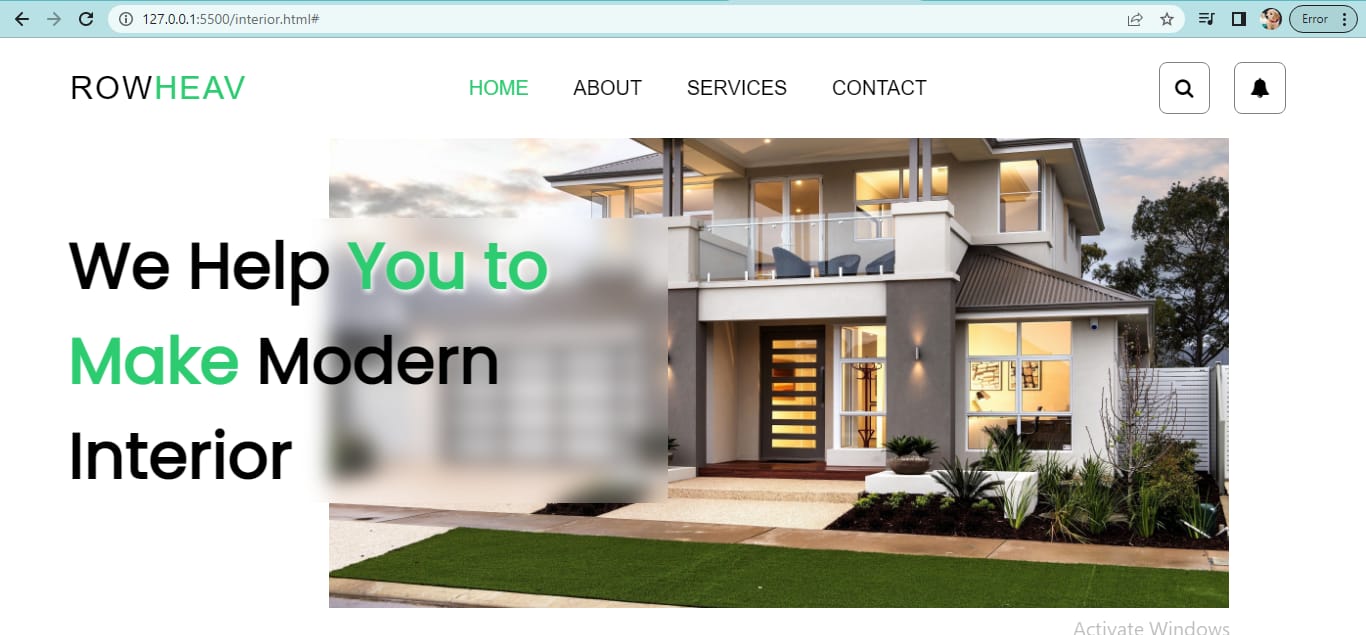 127.0.0.1:5500/interior.html#
Error
ROWHEAV
HOME ABOUT SERVICES CONTACT
We Help You to
Make Modern
Interior
Activate Windows